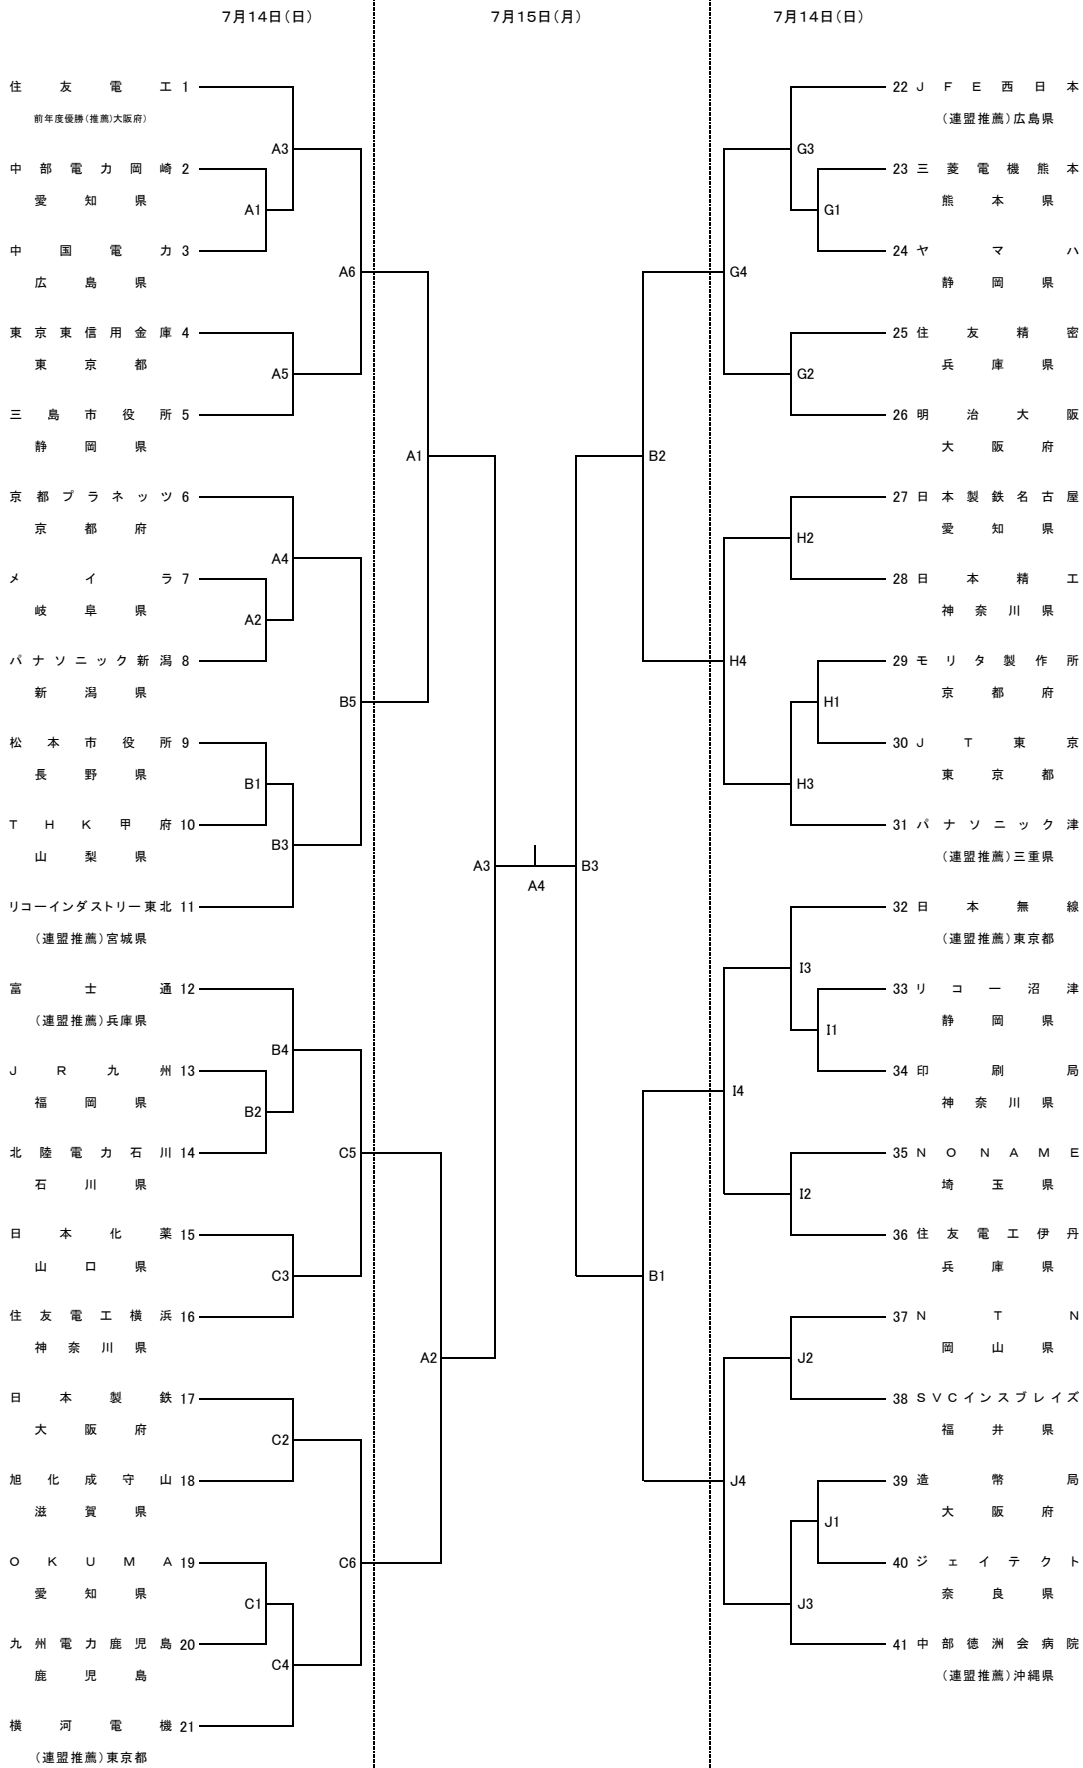 7月14日(日)
7月15日(月)
7月14日(日)
住友電工 1
前年度優勝(推薦)大阪府)
A3
中部電力岡崎 2
愛知県
A1
中国電力 3
広島県
A6
東京東信用金庫 4
東京都
A5
三島市役所 5
静岡県
A1
京都プラネッツ 6
京都府
A4
メイラ 7
岐阜県
A2
パナソニック新潟 8
新潟県
B5
松本市役所 9
長野県
B1
THK甲府 10
山梨県
B3
リコーインダストリー東北 11
(連盟推薦)宮城県
A3
A4
B3
富士通 12
(連盟推薦)兵庫県
B4
JR九州 13
福岡県
B2
北陸電力石川 14
石川県
C5
日本化薬 15
山口県
C3
住友電工横浜 16
神奈川県
A2
日本製鉄 17
大阪府
C2
旭化成守山 18
滋賀県
OKUMA 19
愛知県
C6
C1
九州電力鹿児島 20
鹿児島
C4
横河電機 21
(連盟推薦)東京都
22 JFE西日本
(連盟推薦)広島県
G3
23 三菱電機熊本
熊本県
G1
24 ヤマハ
静岡県
G4
25 住友精密
兵庫県
G2
26 明治大阪
大阪府
B2
27 日本製鉄名古屋
愛知県
H2
28 日本精工
神奈川県
H4
29 モリタ製作所
京都府
H1
30 JT東京
東京都
H3
31 パナソニック津
(連盟推薦)三重県
32 日本無線
(連盟推薦)東京都
I3
33 リコー沼津
静岡県
I1
34 印刷局
神奈川県
I4
35 NONAME
埼玉県
I2
36 住友電工伊丹
兵庫県
B1
37 NTN
岡山県
J2
38 SVCインスブレイズ
福井県
J4
39 造幣局
大阪府
J1
40 ジェイテクト
奈良県
J3
41 中部徳洲会病院
(連盟推薦)沖縄県